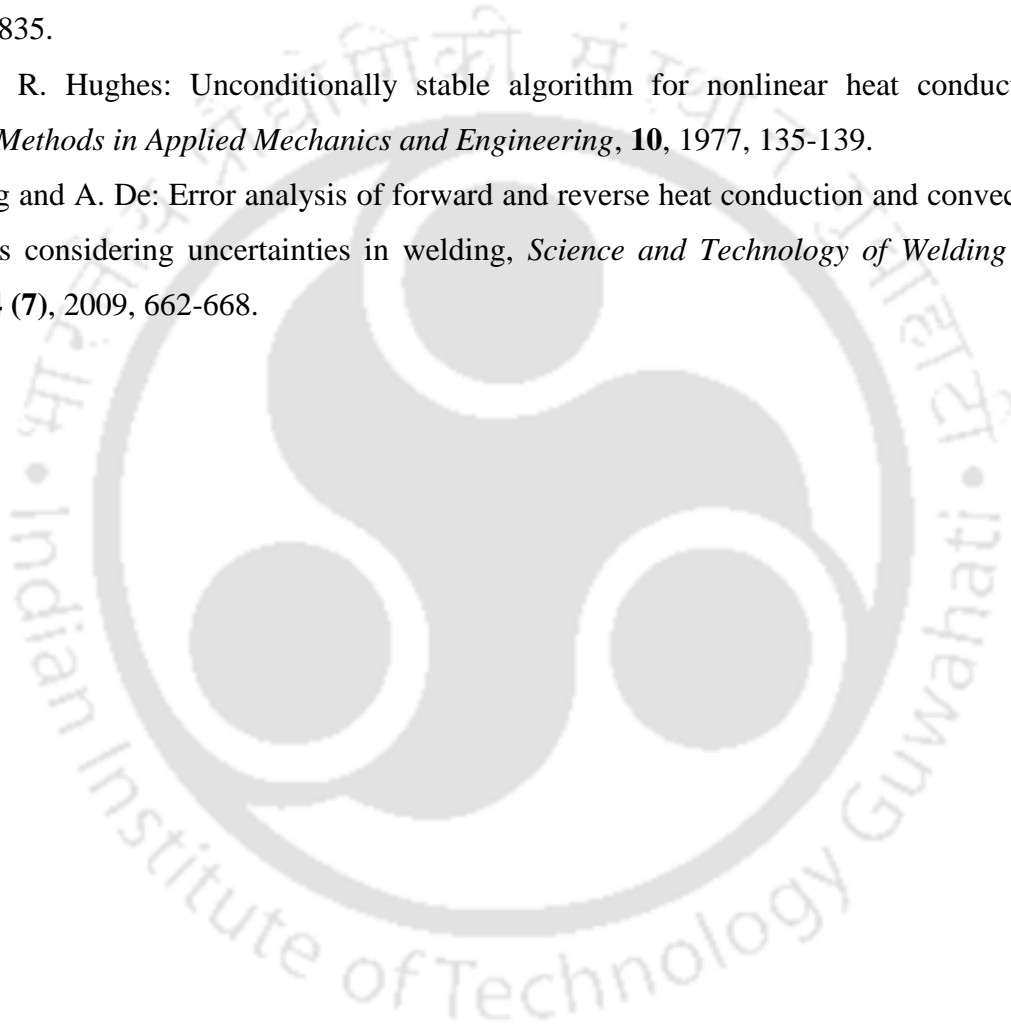 835.
R. Hughes: Unconditionally stable algorithm for nonlinear heat conduc
Methods in Applied Mechanics and Engineering, 10, 1977, 135-139.
g and A. De: Error analysis of forward and reverse heat conduction and convec
s considering uncertainties in welding, Science and Technology of Welding
(7), 2009, 662-668.
भारतीय प्रौद्योगिकी संस्थान गुवाहाटी
• Indian Institute of Technology Guwahati •